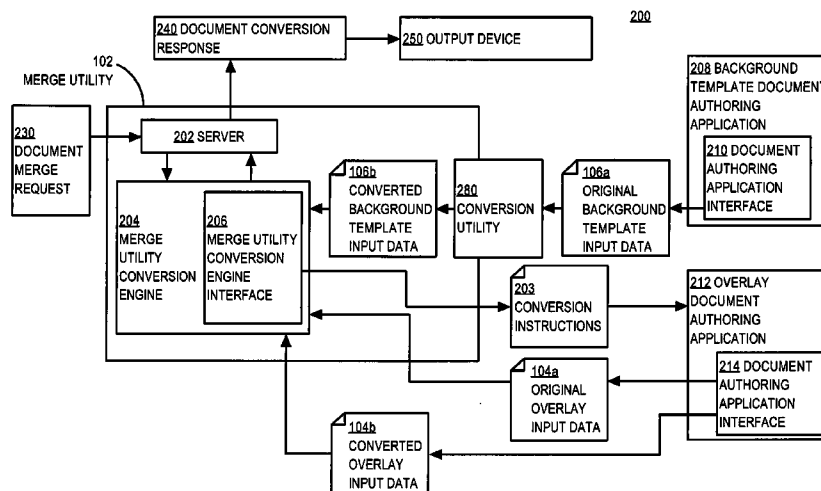 200
240 DOCUMENT CONVERSION
RESPONSE
250 OUTPUT DEVICE
102
MERGE UTILITY
208 BACKGROUND
TEMPLATE DOCUMENT
AUTHORING
APPLICATION
210 DOCUMENT
AUTHORING
APPLICATION
INTERFACE
230
DOCUMENT
MERGE
REQUEST
202 SERVER
106b
CONVERTED
BACKGROUND
TEMPLATE
INPUT DATA
280
CONVERSION
UTILITY
106a
ORIGINAL
BACKGROUND
TEMPLATE
INPUT DATA
204
MERGE
UTILITY
CONVERSION
ENGINE
206
MERGE UTILITY
CONVERSION
ENGINE
INTERFACE
203
CONVERSION
INSTRUCTIONS
212 OVERLAY
DOCUMENT
AUTHORING
APPLICATION
214 DOCUMENT
AUTHORING
APPLICATION
INTERFACE
104a
ORIGINAL
OVERLAY
INPUT DATA
104b
CONVERTED
OVERLAY
INPUT DATA